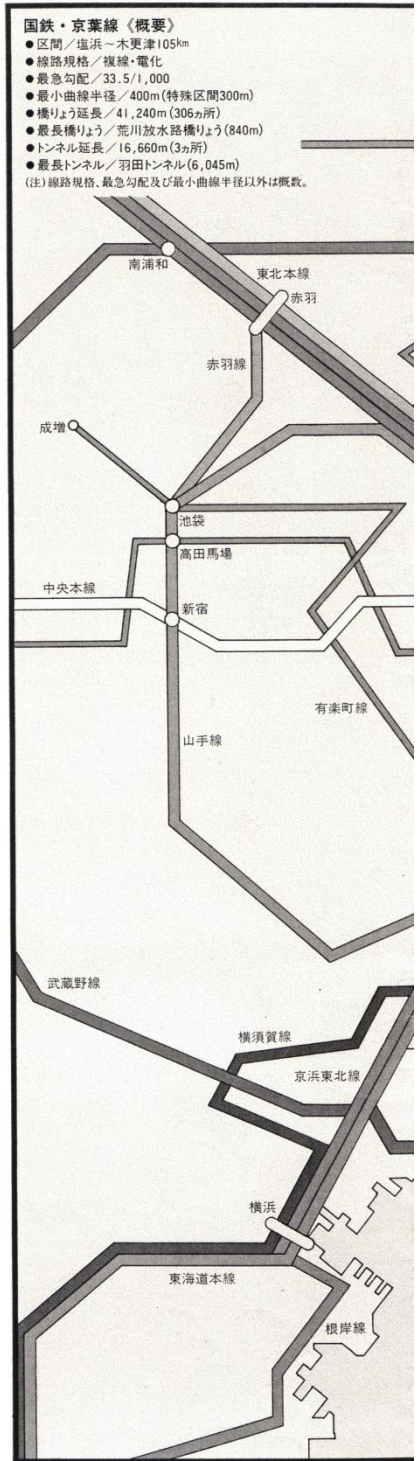 国鉄・京葉線《概要》
●区間／塩浜～木更津105km
●線路規格／複線・電化
●最急勾配／33.5/1,000
●最小曲線半径／400m(特殊区間300m)
●橋りょう延長／41,240m(306ヵ所)
●最長橋りょう／荒川放水路橋りょう(840m)
●トンネル延長／16,660m(3ヵ所)
●最長トンネル／羽田トンネル(6,045m)
(注)線路規格、最急勾配及び最小曲線半径以外は概数。
南浦和
東北本線
赤羽
赤羽線
成増
池袋
高田馬場
中央本線
新宿
有楽町線
山手線
武蔵野線
横須賀線
京浜東北線
横浜
東海道本線
根岸線